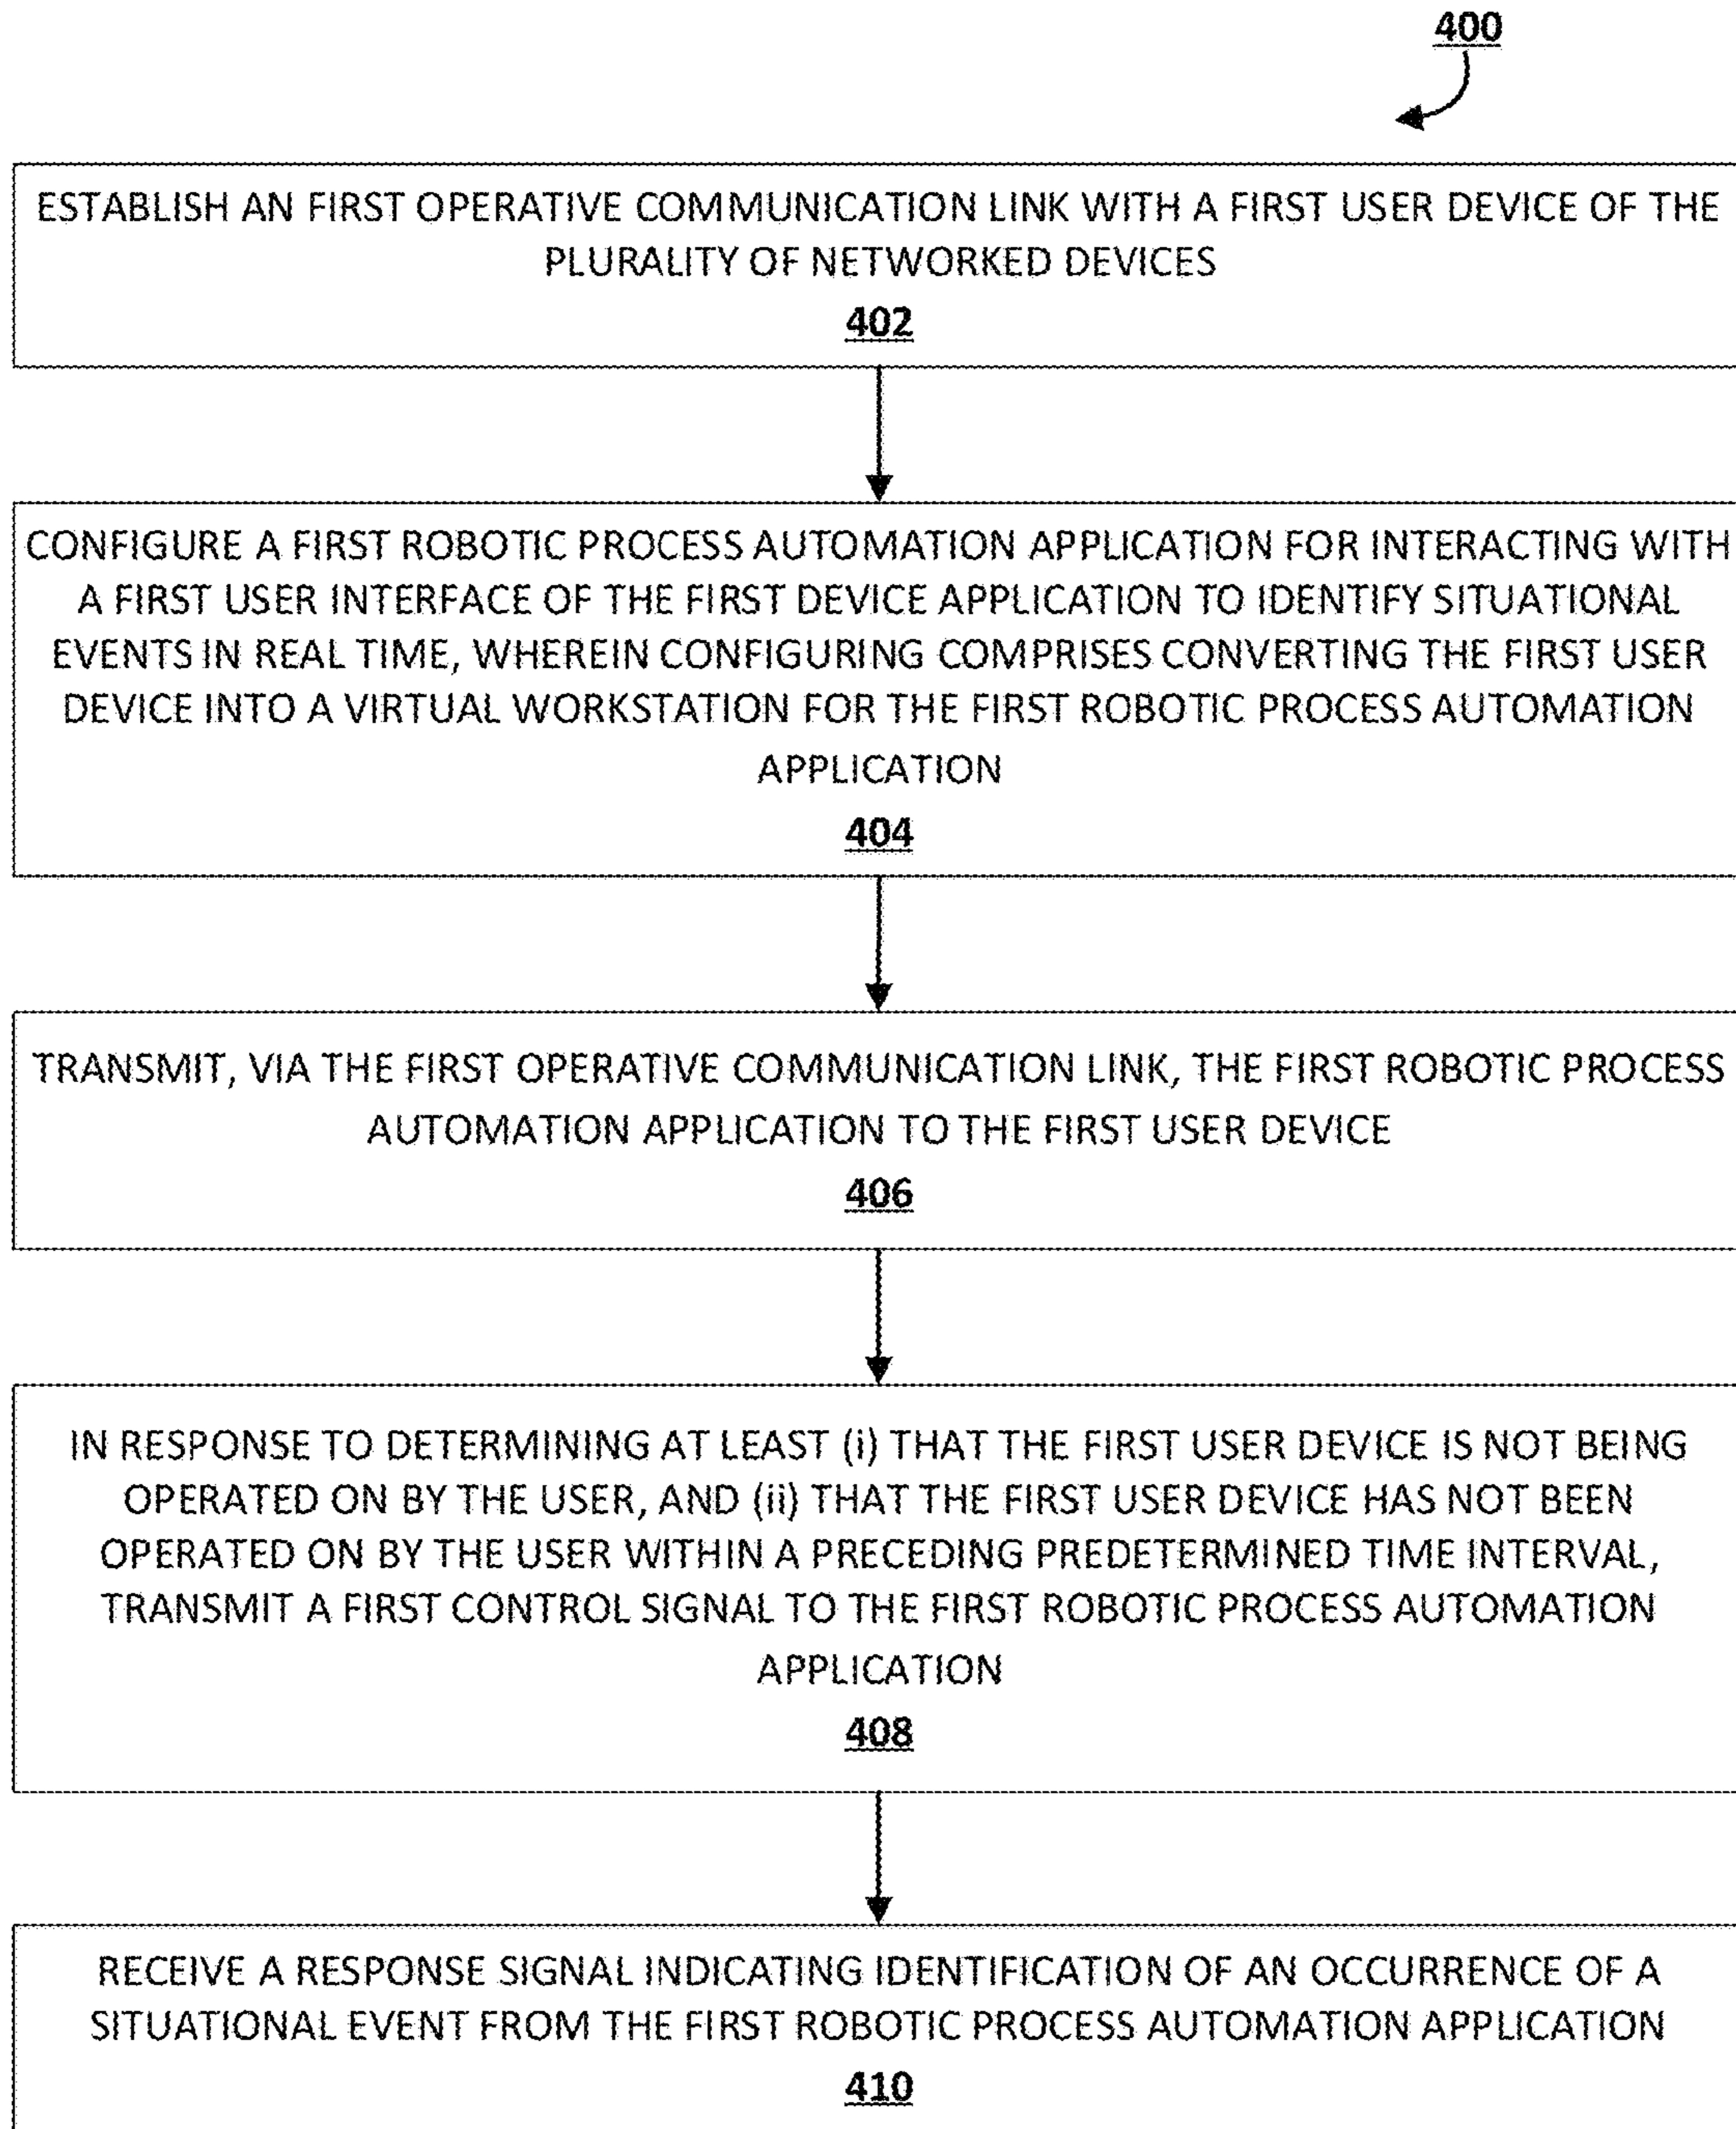 400
ESTABLISH AN FIRST OPERATIVE COMMUNICATION LINK WITH A FIRST USER DEVICE OF THE
PLURALITY OF NETWORKED DEVICES
402
CONFIGURE A FIRST ROBOTIC PROCESS AUTOMATION APPLICATION FOR INTERACTING WITH
A FIRST USER INTERFACE OF THE FIRST DEVICE APPLICATION TO IDENTIFY SITUATIONAL
EVENTS IN REAL TIME, WHEREIN CONFIGURING COMPRISES CONVERTING THE FIRST USER
DEVICE INTO A VIRTUAL WORKSTATION FOR THE FIRST ROBOTIC PROCESS AUTOMATION
APPLICATION
404
TRANSMIT, VIA THE FIRST OPERATIVE COMMUNICATION LINK, THE FIRST ROBOTIC PROCESS
AUTOMATION APPLICATION TO THE FIRST USER DEVICE
406
IN RESPONSE TO DETERMINING AT LEAST (i) THAT THE FIRST USER DEVICE IS NOT BEING
OPERATED ON BY THE USER, AND (ii) THAT THE FIRST USER DEVICE HAS NOT BEEN
OPERATED ON BY THE USER WITHIN A PRECEDING PREDETERMINED TIME INTERVAL,
TRANSMIT A FIRST CONTROL SIGNAL TO THE FIRST ROBOTIC PROCESS AUTOMATION
APPLICATION
408
RECEIVE A RESPONSE SIGNAL INDICATING IDENTIFICATION OF AN OCCURRENCE OF A
SITUATIONAL EVENT FROM THE FIRST ROBOTIC PROCESS AUTOMATION APPLICATION
410